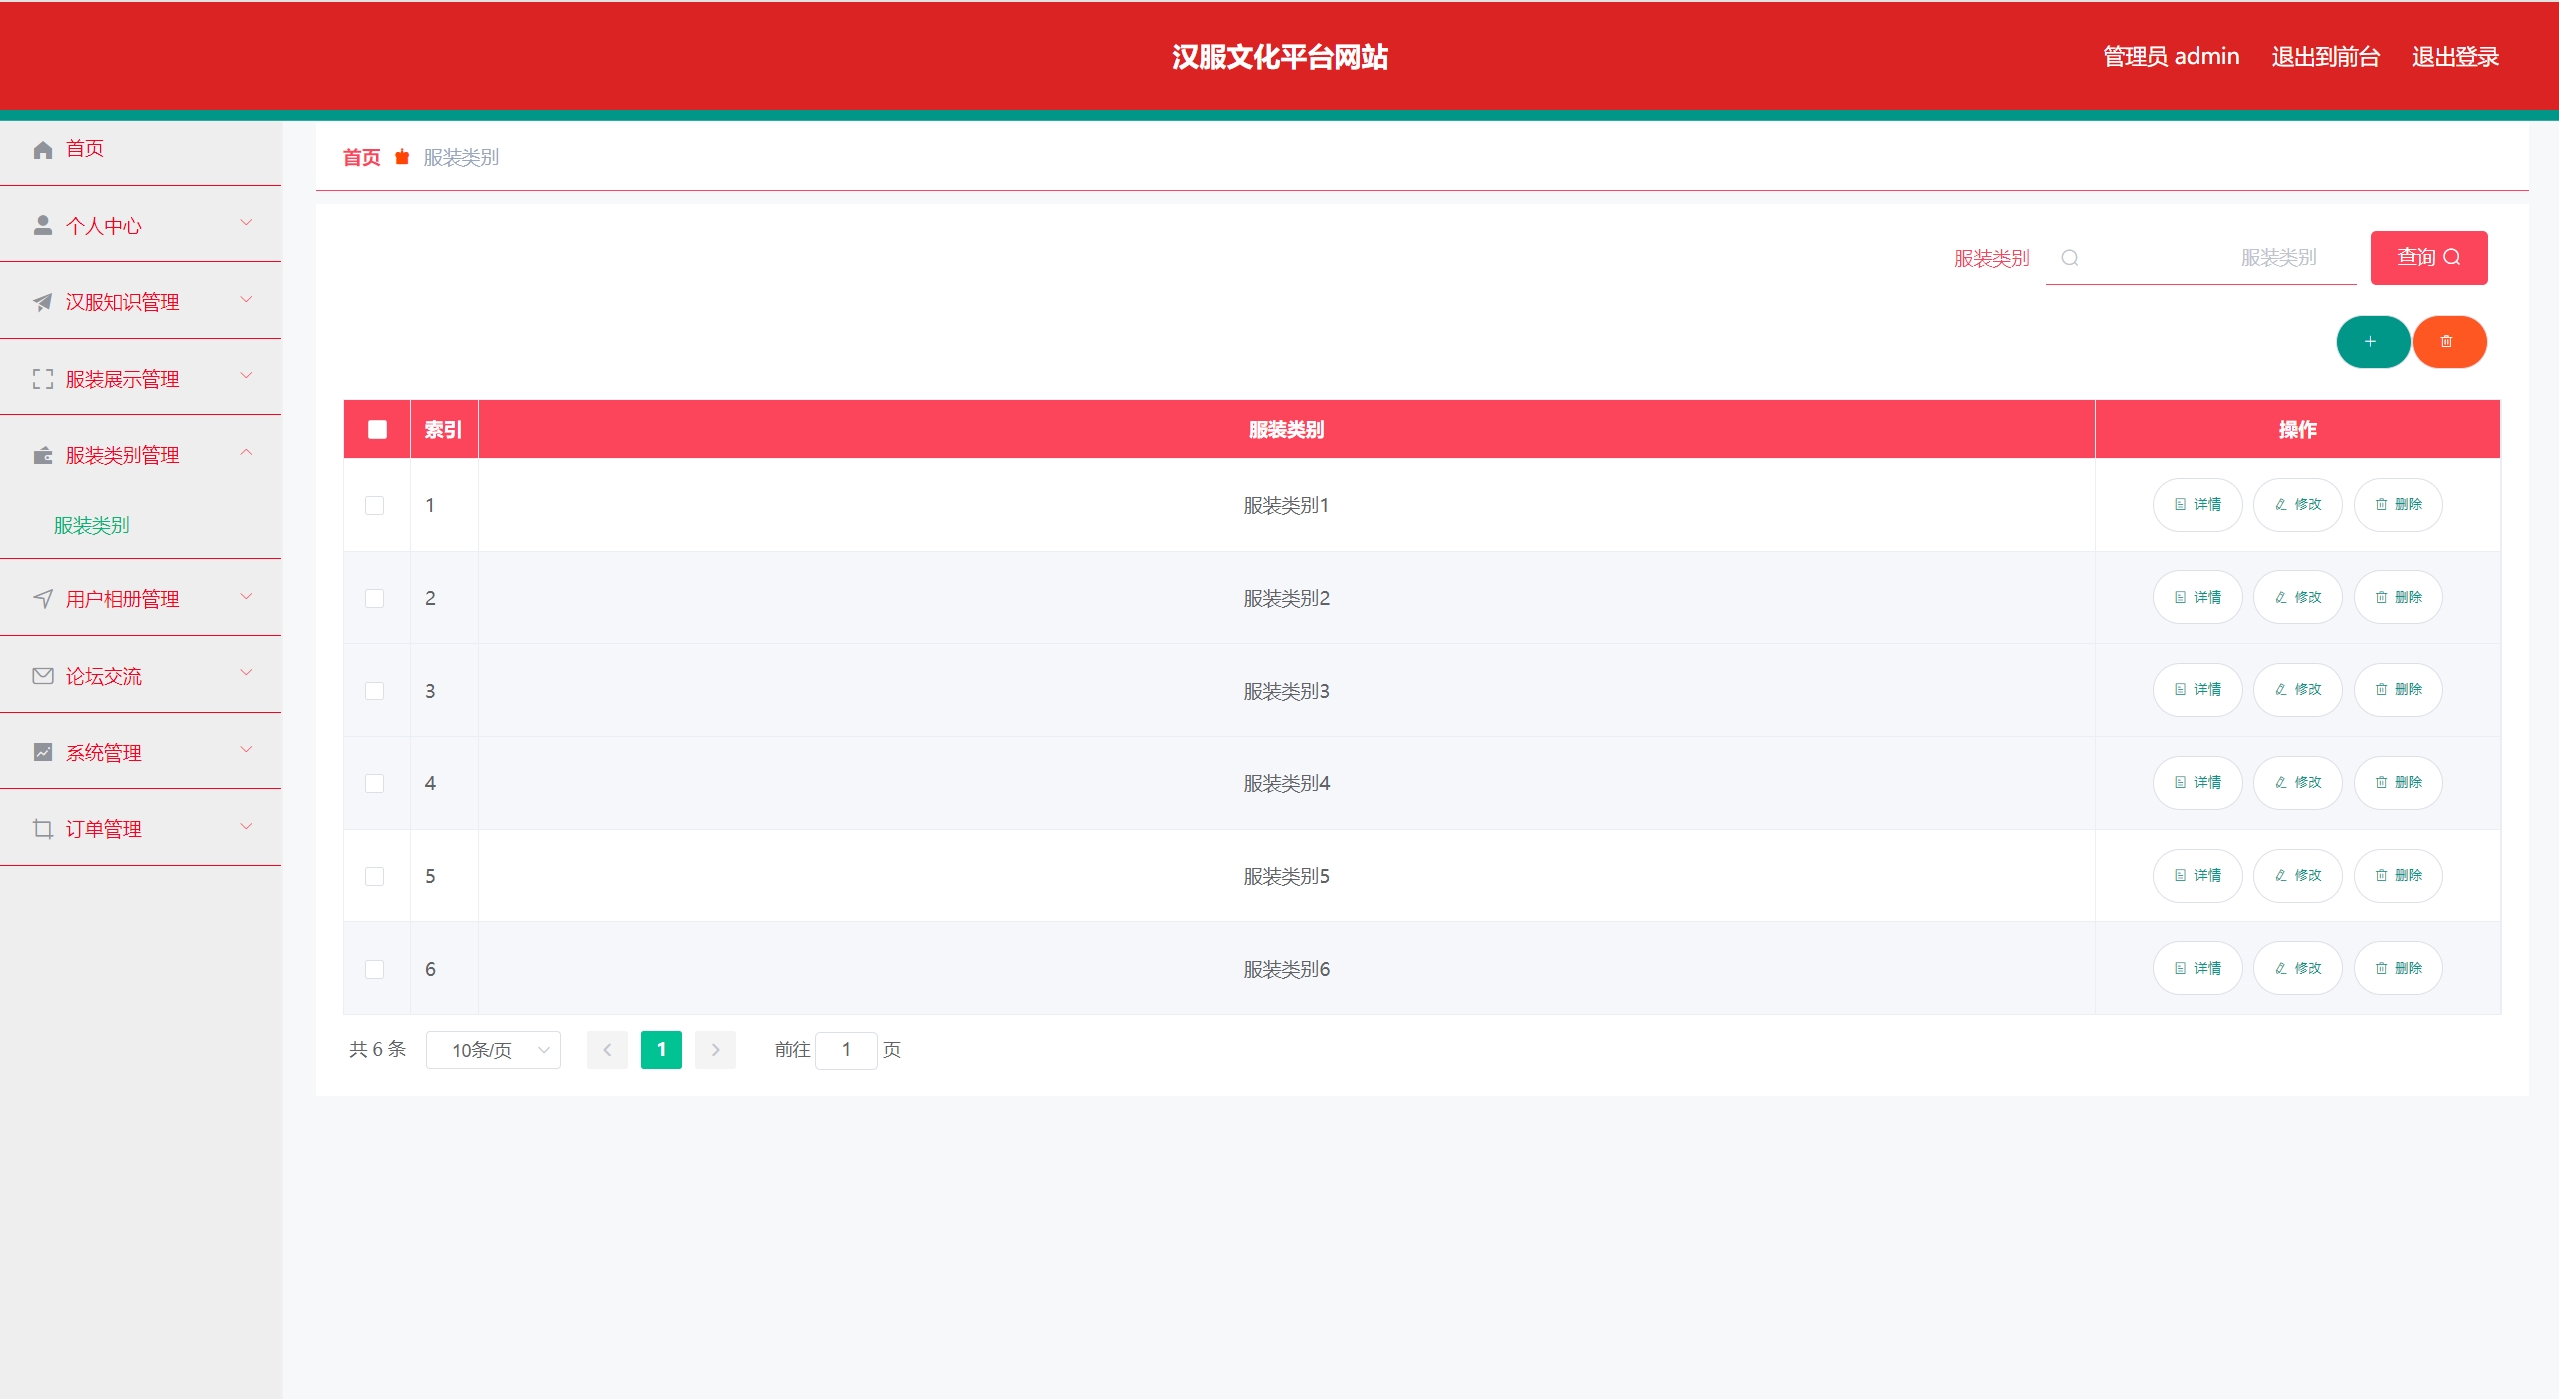 汉服文化平台网站
管理员 admin 退出到前台 退出登录
首页
个人中心
汉服知识管理
服装展示管理
服装类别管理
服装类别
用户相册管理
论坛交流
系统管理
订单管理
首页 服装类别
服装类别 服装类别 查询
索引 服装类别 操作
1 服装类别1 详情 修改 删除
2 服装类别2 详情 修改 删除
3 服装类别3 详情 修改 删除
4 服装类别4 详情 修改 删除
5 服装类别5 详情 修改 删除
6 服装类别6 详情 修改 删除
共 6 条 10条/页 1 前往 1 页